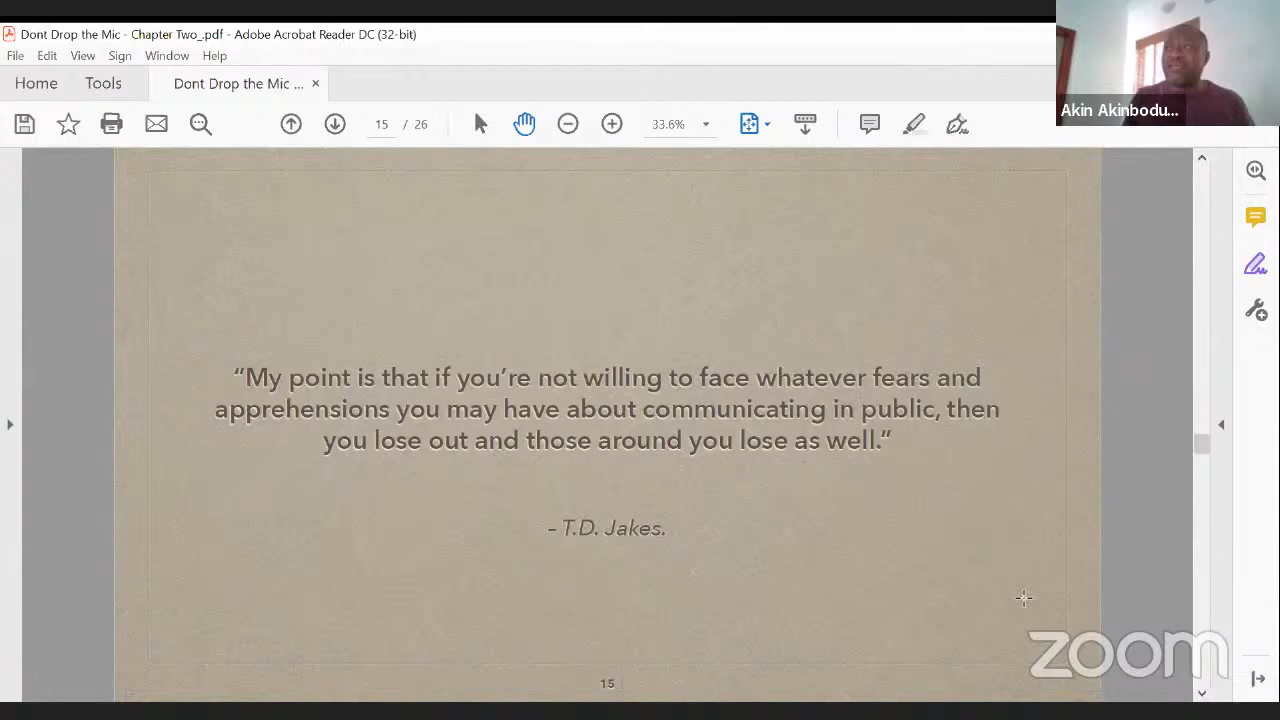 Dont Drop the Mic - Chapter Two_.pdf - Adobe Acrobat Reader DC (32-bit)
File Edit View Sign Window Help
Home Tools Dont Drop the Mic ... ×
15 / 26 33.6%
Akin Akinbodu...
“My point is that if you’re not willing to face whatever fears and
apprehensions you may have about communicating in public, then
you lose out and those around you lose as well.”
– T.D. Jakes.
15
zoom